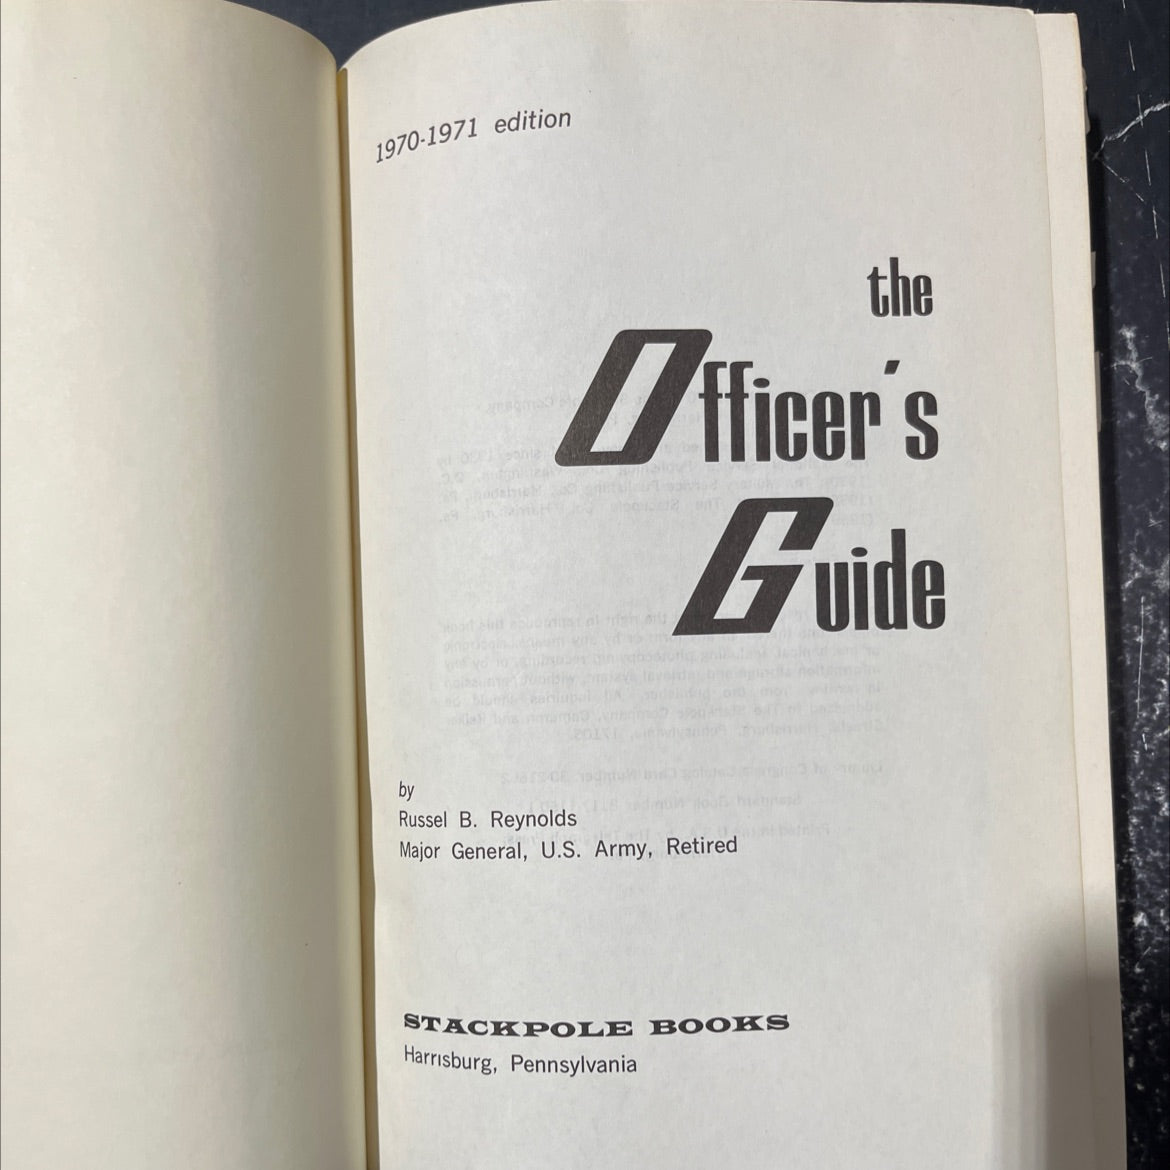 1970-1971 edition
the
Officer's
Guide
by
Russel B. Reynolds
Major General, U.S. Army, Retired
STACKPOLE BOOKS
Harrisburg, Pennsylvania